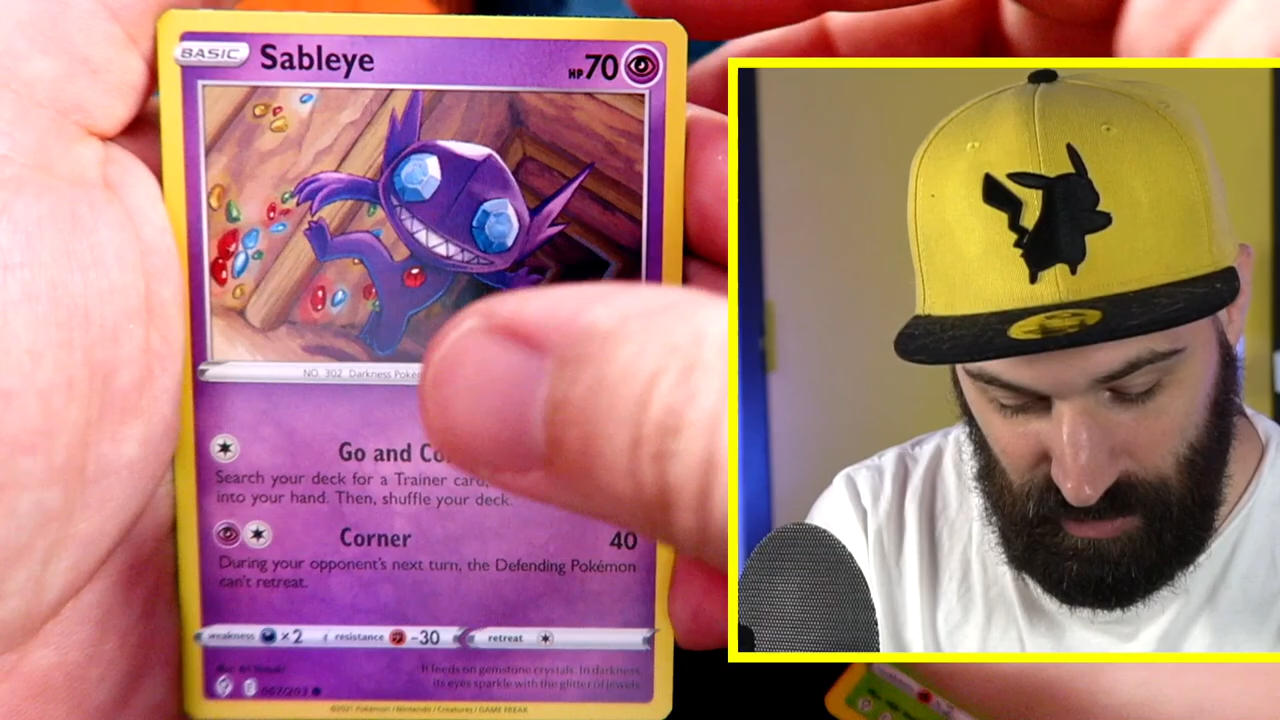 BASIC Sableye HP70
NO. 302 Darkness
Go and
Search your deck for a Trainer card,
into your hand. Then, shuffle your deck.
Corner 40
During your opponent's next turn, the Defending Pokémon
can't retreat.
weakness ×2 resistance -30 retreat
It feeds on gemstone crystals. In darkness,
its eyes sparkle with the glitter of jewels.
067/203
©2021 Pokémon / Nintendo / Creatures / GAME FREAK